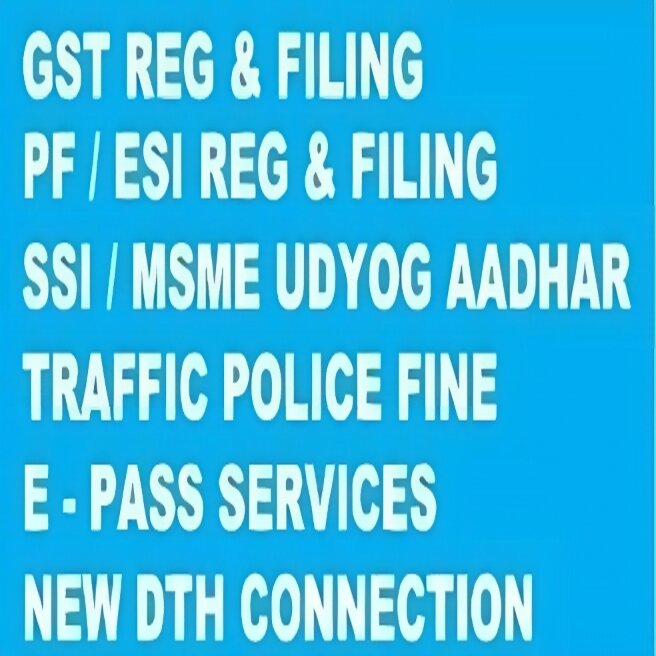 GST REG & FILING
PF / ESI REG & FILING
SSI / MSME UDYOG AADHAR
TRAFFIC POLICE FINE
E - PASS SERVICES
NEW DTH CONNECTION